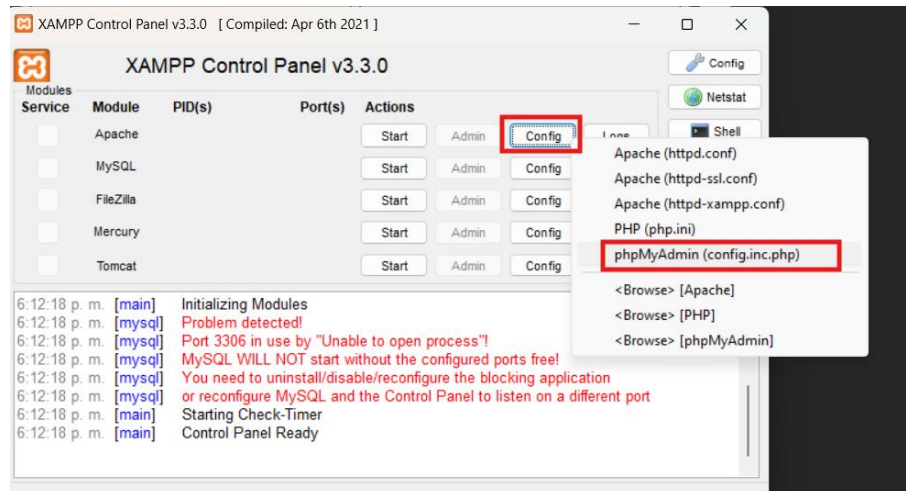 XAMPP Control Panel v3.3.0 [ Compiled: Apr 6th 2021 ]
XAMPP Control Panel v3.3.0
Config
Modules
Netstat
Service Module PID(s) Port(s) Actions
Shell
Apache Start Admin Config Logs
MySQL Start Admin Config
FileZilla Start Admin Config
Mercury Start Admin Config
Tomcat Start Admin Config
Apache (httpd.conf)
Apache (httpd-ssl.conf)
Apache (httpd-xampp.conf)
PHP (php.ini)
phpMyAdmin (config.inc.php)
<Browse> [Apache]
<Browse> [PHP]
<Browse> [phpMyAdmin]
6:12:18 p. m. [main] Initializing Modules
6:12:18 p. m. [mysql] Problem detected!
6:12:18 p. m. [mysql] Port 3306 in use by "Unable to open process"!
6:12:18 p. m. [mysql] MySQL WILL NOT start without the configured ports free!
6:12:18 p. m. [mysql] You need to uninstall/disable/reconfigure the blocking application
6:12:18 p. m. [mysql] or reconfigure MySQL and the Control Panel to listen on a different port
6:12:18 p. m. [main] Starting Check-Timer
6:12:18 p. m. [main] Control Panel Ready